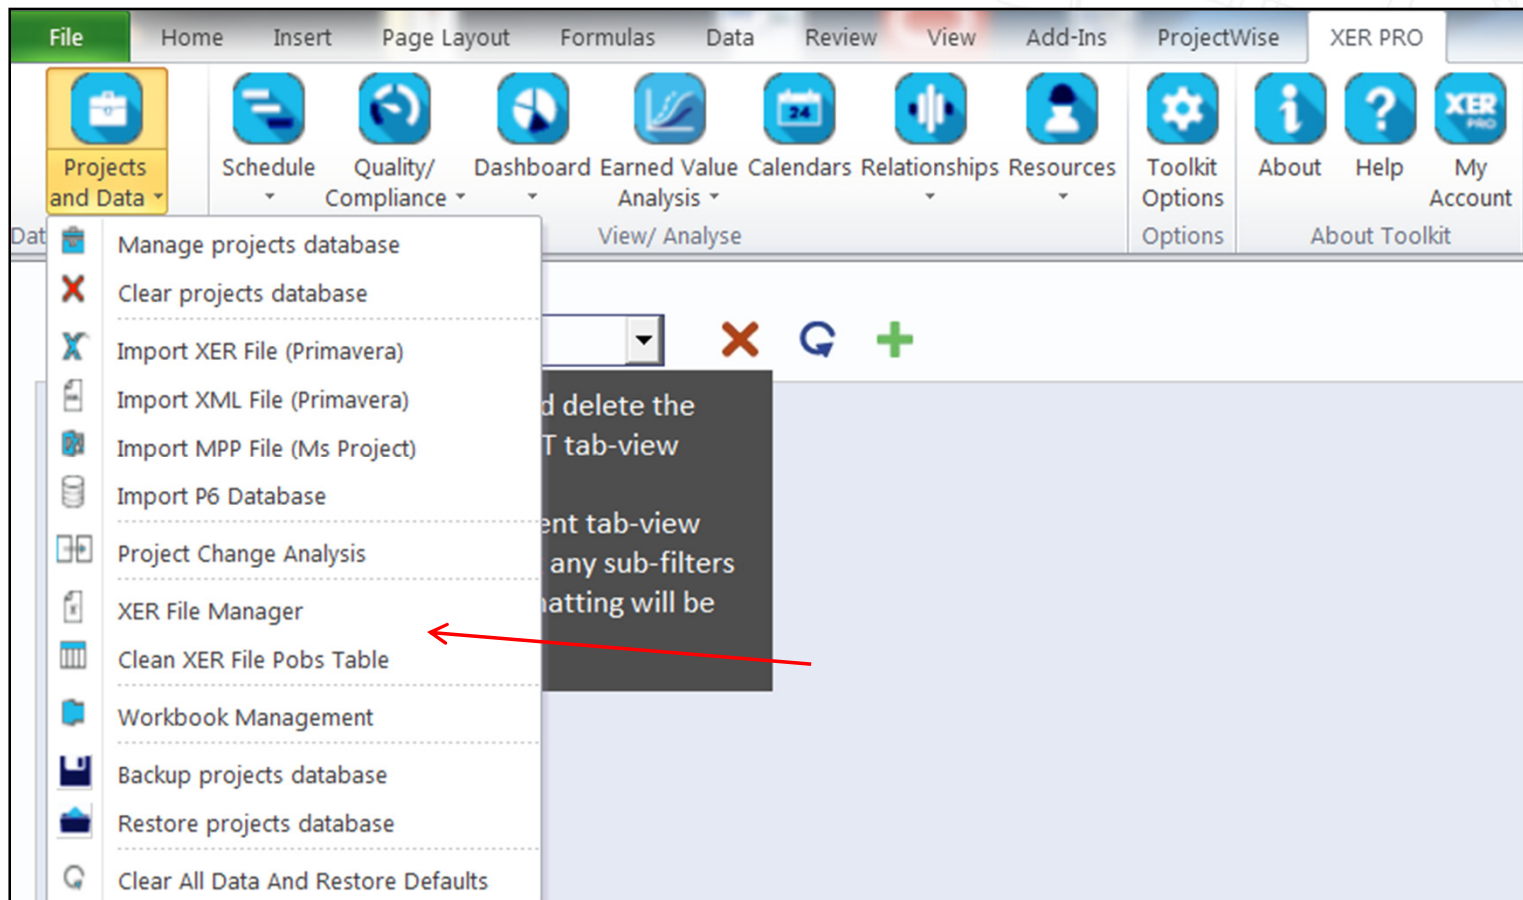 File Home Insert Page Layout Formulas Data Review View Add-Ins ProjectWise XER PRO
Projects and Data
Schedule
Quality/ Compliance
Dashboard
Earned Value Analysis
Calendars
Relationships
Resources
Toolkit Options
About
Help
My Account
24
XER PRO
Dat
View/ Analyse
Options
About Toolkit
Manage projects database
Clear projects database
Import XER File (Primavera)
Import XML File (Primavera)
Import MPP File (Ms Project)
Import P6 Database
Project Change Analysis
XER File Manager
Clean XER File Pobs Table
Workbook Management
Backup projects database
Restore projects database
Clear All Data And Restore Defaults
d delete the
T tab-view
ent tab-view
any sub-filters
atting will be